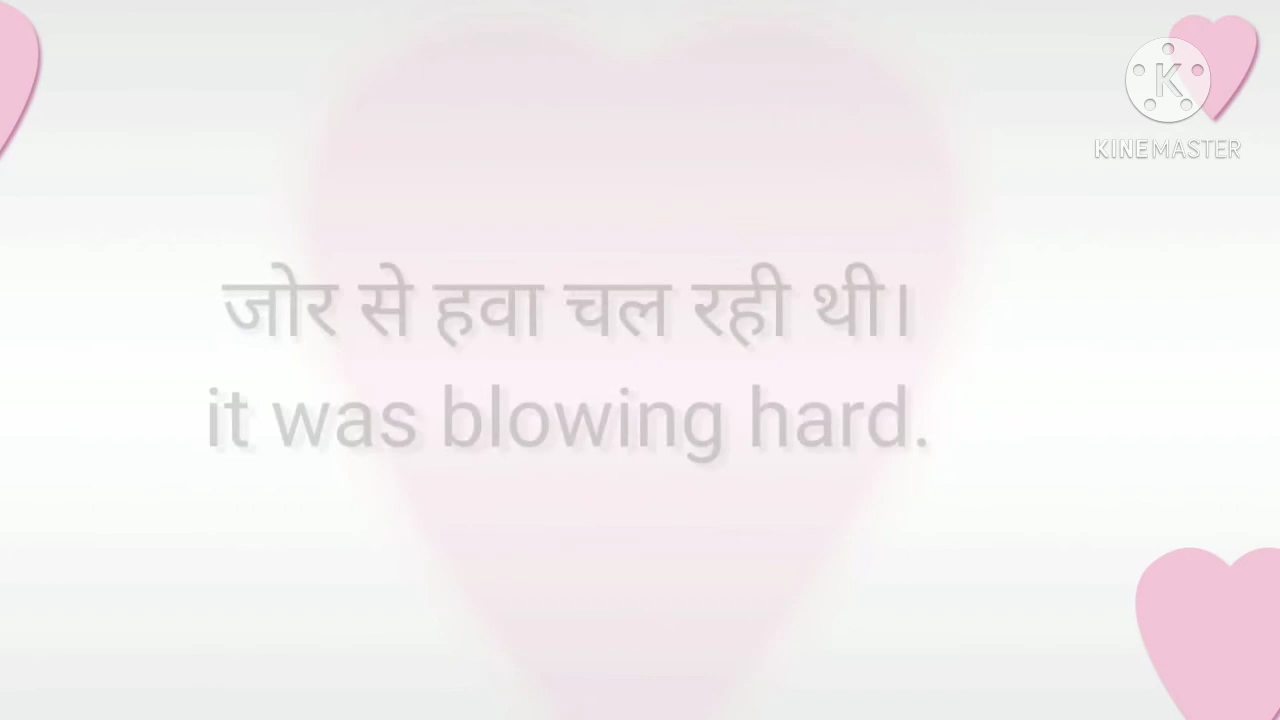 K
KINEMASTER
जोर से हवा चल रही थी।
it was blowing hard.